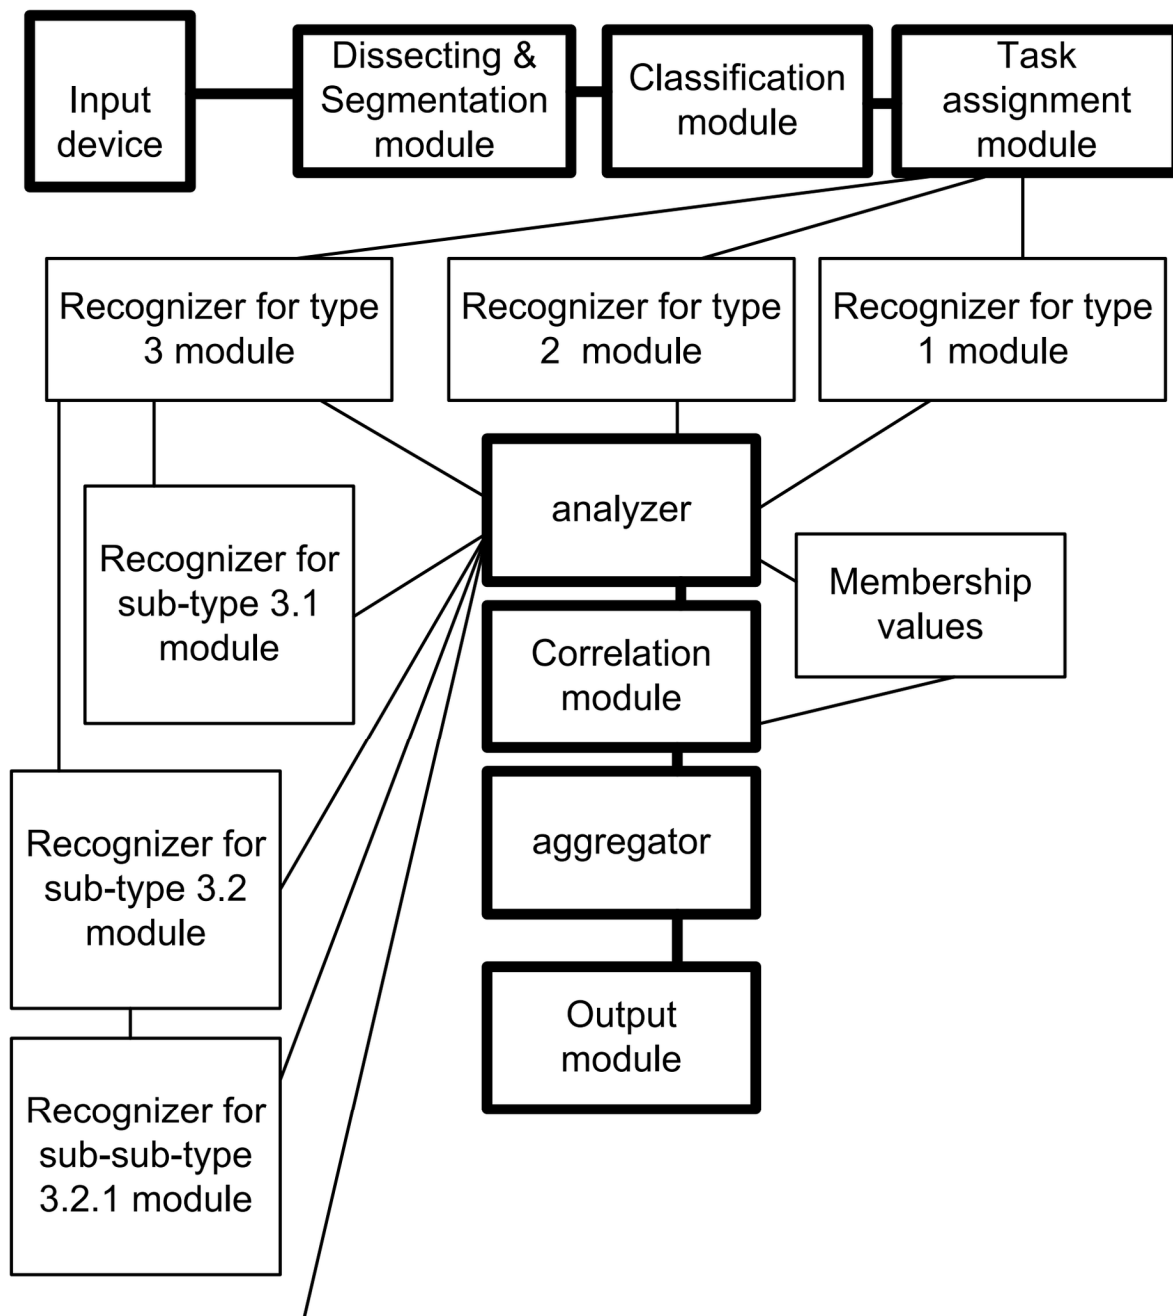 Input
device
Dissecting &
Segmentation
module
Classification
module
Task
assignment
module
Recognizer for type
3 module
Recognizer for type
2 module
Recognizer for type
1 module
analyzer
Recognizer for
sub-type 3.1
module
Membership
values
Correlation
module
Recognizer for
sub-type 3.2
module
aggregator
Output
module
Recognizer for
sub-sub-type
3.2.1 module